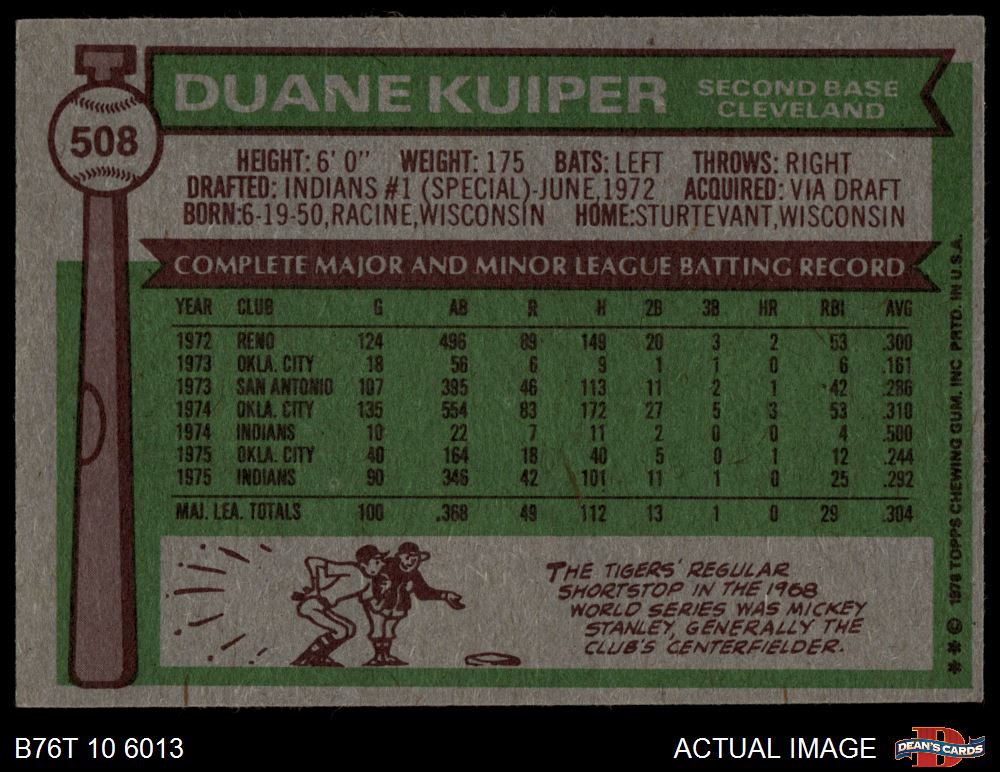 508
DUANE KUIPER
SECOND BASE
CLEVELAND
HEIGHT: 6' 0" WEIGHT: 175 BATS: LEFT THROWS: RIGHT
DRAFTED: INDIANS #1 (SPECIAL)-JUNE, 1972 ACQUIRED: VIA DRAFT
BORN: 6-19-50, RACINE, WISCONSIN HOME: STURTEVANT, WISCONSIN
COMPLETE MAJOR AND MINOR LEAGUE BATTING RECORD
YEAR CLUB G AB R H 2B 3B HR RBI AVG
1972 RENO 124 496 89 149 20 3 2 53 .300
1973 OKLA. CITY 18 56 6 9 1 1 0 6 .161
1973 SAN ANTONIO 107 395 46 113 11 2 1 42 .286
1974 OKLA. CITY 135 554 83 172 27 5 3 53 .310
1974 INDIANS 10 22 7 11 2 0 0 4 .500
1975 OKLA. CITY 40 164 18 40 5 0 1 12 .244
1975 INDIANS 90 346 42 101 11 1 0 25 .292
MAJ. LEA. TOTALS 100 .368 49 112 13 1 0 29 .304
THE TIGERS' REGULAR
SHORTSTOP IN THE 1968
WORLD SERIES WAS MICKEY
STANLEY, GENERALLY THE
CLUB'S CENTERFIELDER.
** © 1976 TOPPS CHEWING GUM, INC PRTD. IN U.S.A.
B76T 10 6013
ACTUAL IMAGE
D
DEAN'S CARDS